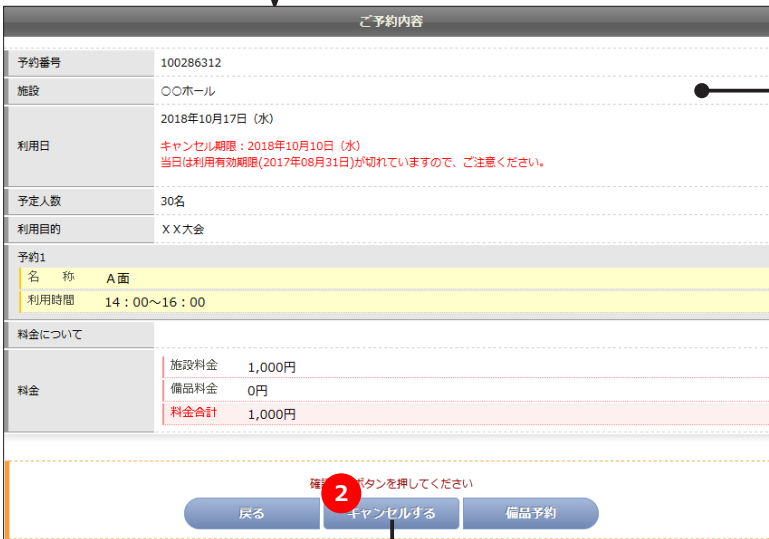 ご予約内容
予約番号 100286312
施設 ○○ホール
利用日 2018年10月17日（水）
キャンセル期限：2018年10月10日（水）
当日は利用有効期限(2017年08月31日)が切れていますので、ご注意ください。
予定人数 30名
利用目的 ＸＸ大会
予約1
名　称 Ａ面
利用時間 14：00～16：00
料金について
料金
施設料金 1,000円
備品料金 0円
料金合計 1,000円
確 ボタンを押してください
2
戻る キャンセルする 備品予約